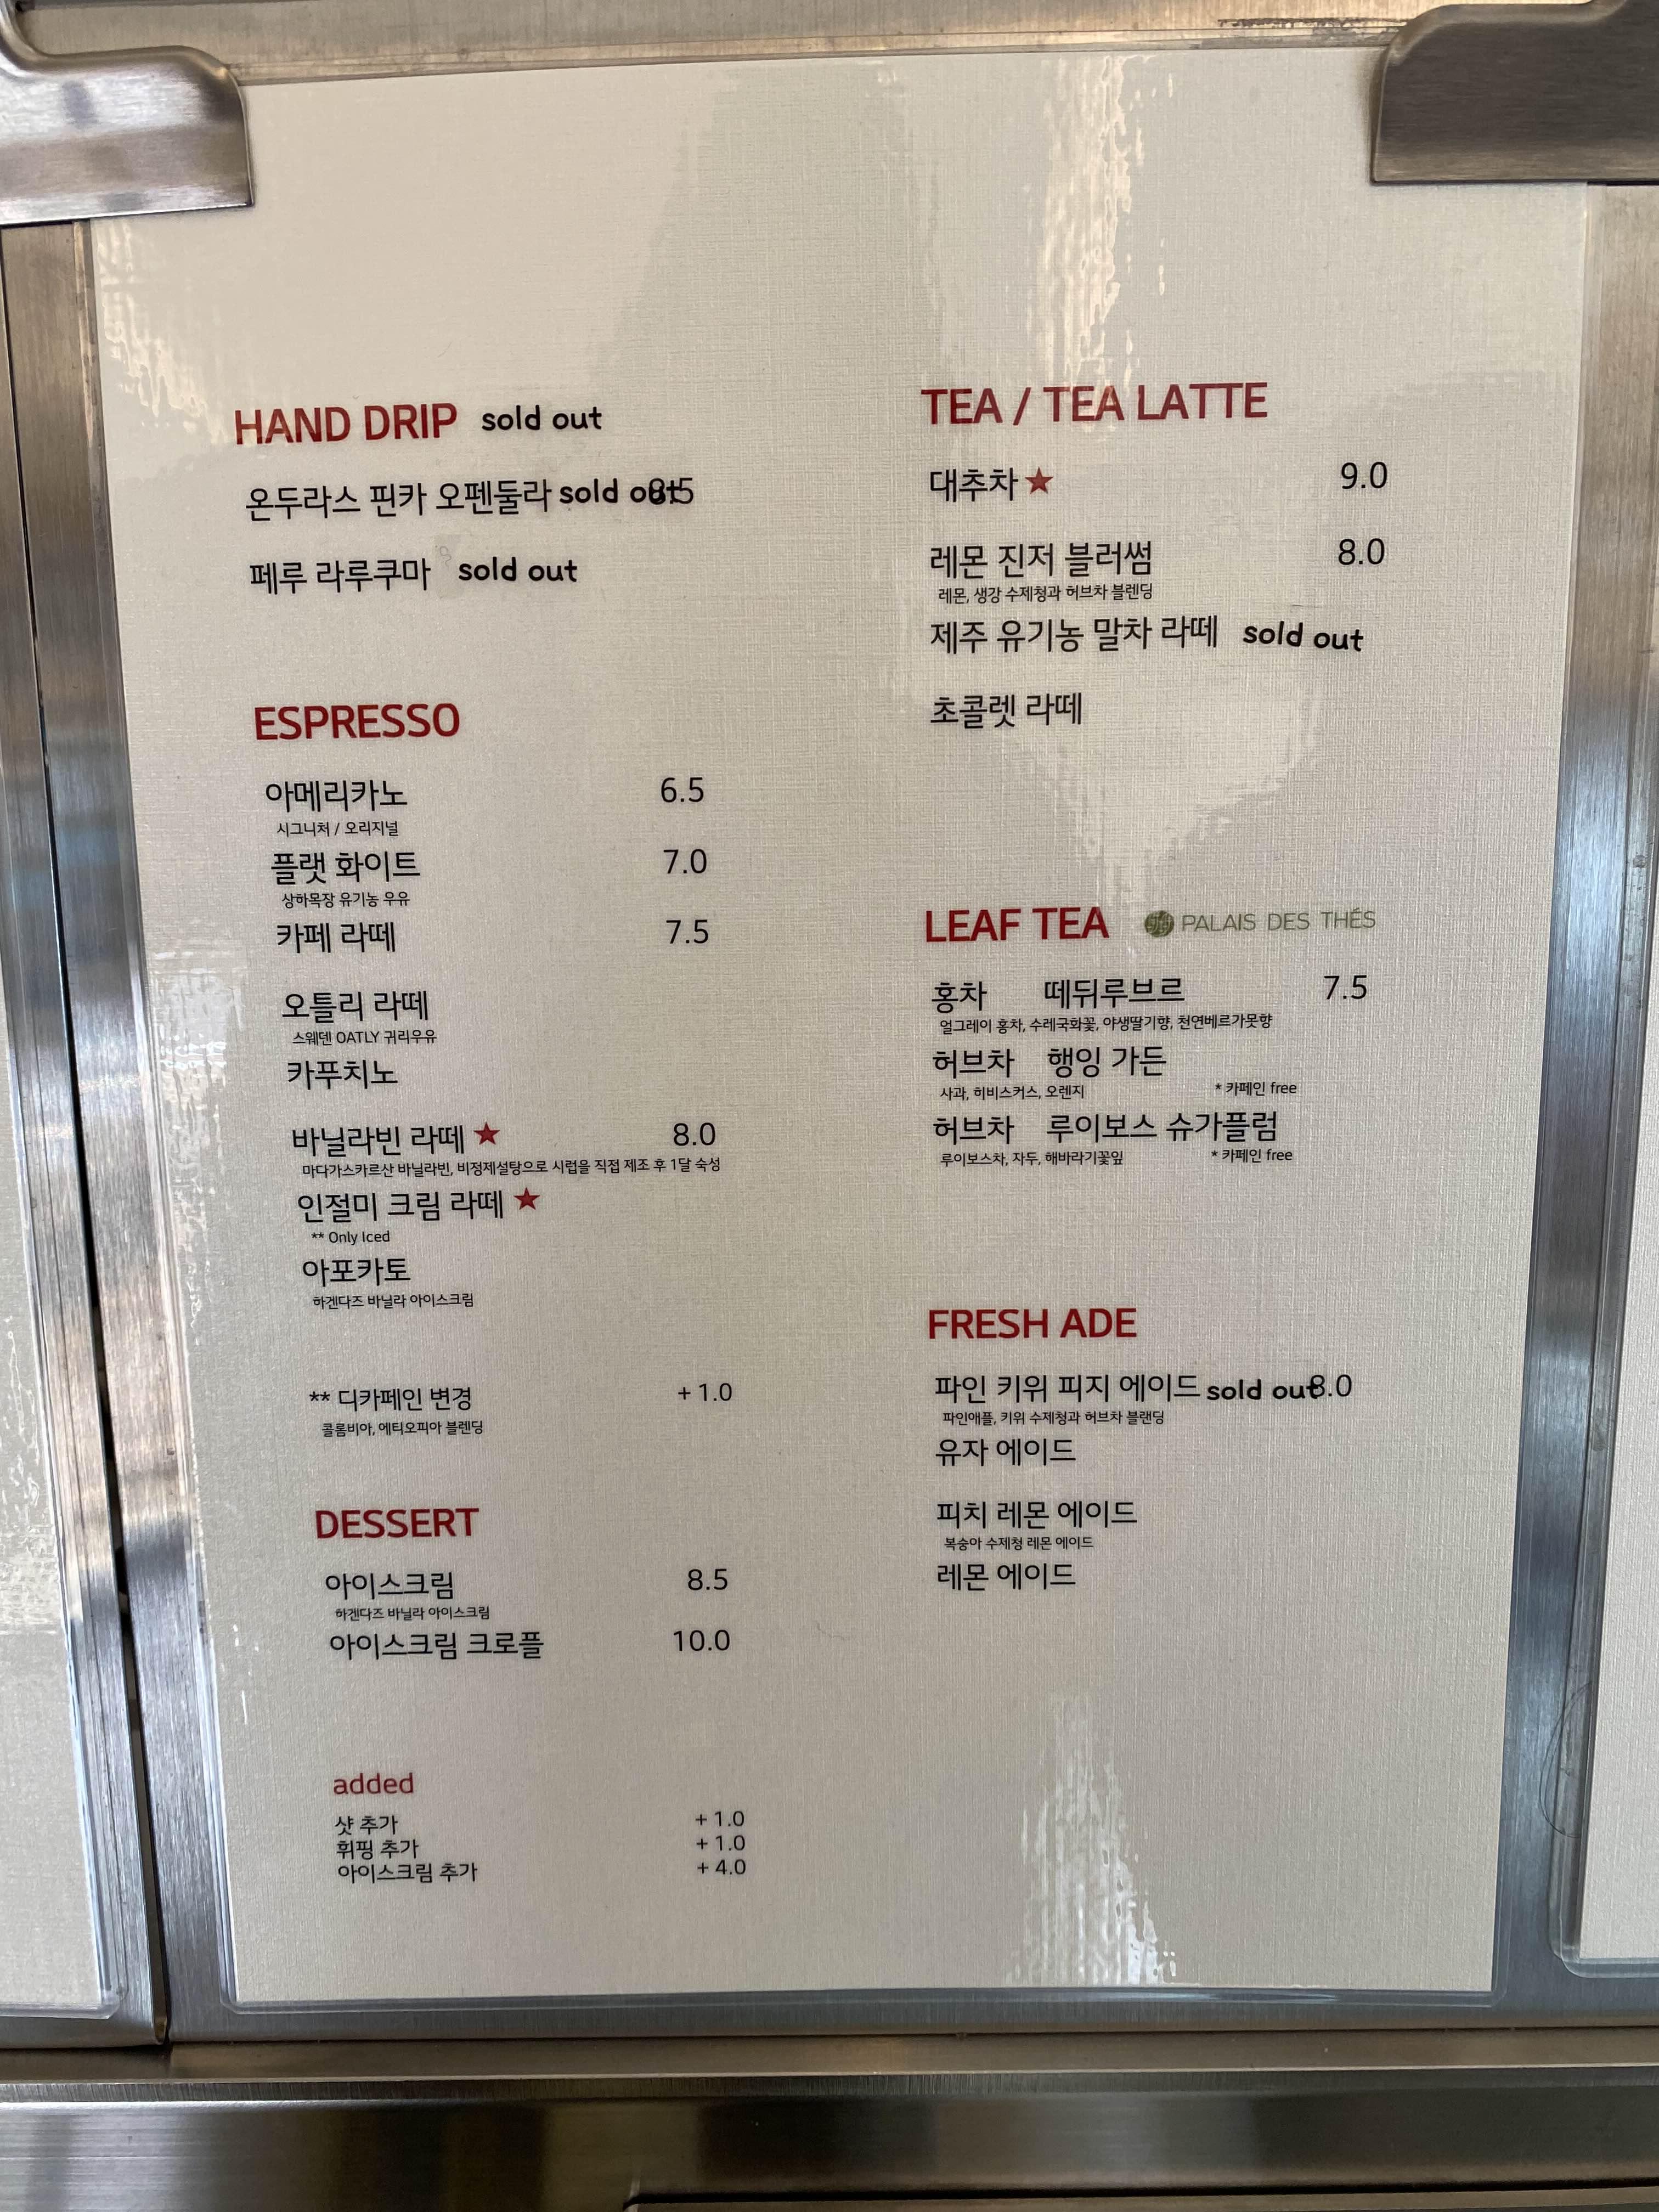 HAND DRIP sold out
온두라스 핀카 오펜둘라 sold out 8.5
페루 라루쿠마 sold out
ESPRESSO
아메리카노 6.5
시그니처 / 오리지널
플랫 화이트 7.0
상하목장 유기농 우유
카페 라떼 7.5
오틀리 라떼
스웨덴 OATLY 귀리우유
카푸치노
바닐라빈 라떼 ★ 8.0
마다가스카르산 바닐라빈, 비정제설탕으로 시럽을 직접 제조 후 1달 숙성
인절미 크림 라떼 ★
** Only Iced
아포카토
하겐다즈 바닐라 아이스크림
** 디카페인 변경 + 1.0
콜롬비아, 에티오피아 블렌딩
DESSERT
아이스크림 8.5
하겐다즈 바닐라 아이스크림
아이스크림 크로플 10.0
added
샷 추가 + 1.0
휘핑 추가 + 1.0
아이스크림 추가 + 4.0
TEA / TEA LATTE
대추차 ★ 9.0
레몬 진저 블러썸 8.0
레몬, 생강 수제청과 허브차 블렌딩
제주 유기농 말차 라떼 sold out
초콜렛 라떼
LEAF TEA PALAIS DES THÉS
홍차 떼뒤루브르 7.5
얼그레이 홍차, 수레국화꽃, 야생딸기향, 천연베르가못향
허브차 행잉 가든
사과, 히비스커스, 오렌지 * 카페인 free
허브차 루이보스 슈가플럼
루이보스차, 자두, 해바라기꽃잎 * 카페인 free
FRESH ADE
파인 키위 피지 에이드 sold out 8.0
파인애플, 키위 수제청과 허브차 블랜딩
유자 에이드
피치 레몬 에이드
복숭아 수제청 레몬 에이드
레몬 에이드